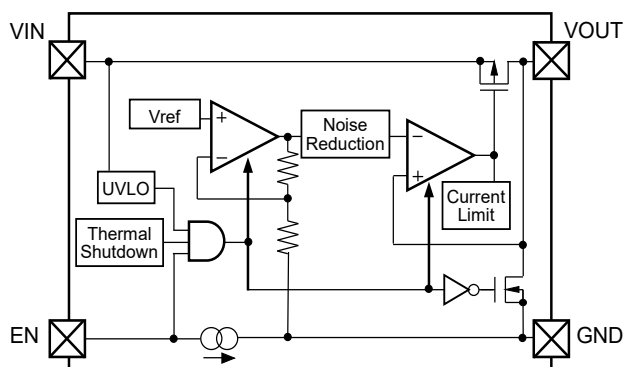 VIN
VOUT
Vref
+
−
Noise
Reduction
−
+
UVLO
Current
Limit
Thermal
Shutdown
EN
GND